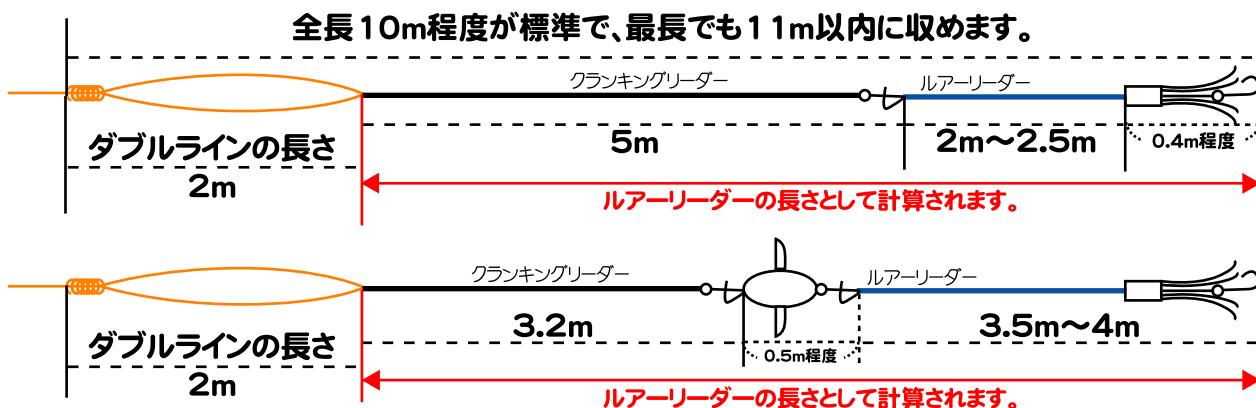 全長10m程度が標準で、最長でも11m以内に収めます。
クランキングリーダー
ルアーリーダー
ダブルラインの長さ
5m
2m〜2.5m
0.4m程度
2m
ルアーリーダーの長さとして計算されます。
クランキングリーダー
ルアーリーダー
ダブルラインの長さ
3.2m
0.5m程度
3.5m〜4m
2m
ルアーリーダーの長さとして計算されます。